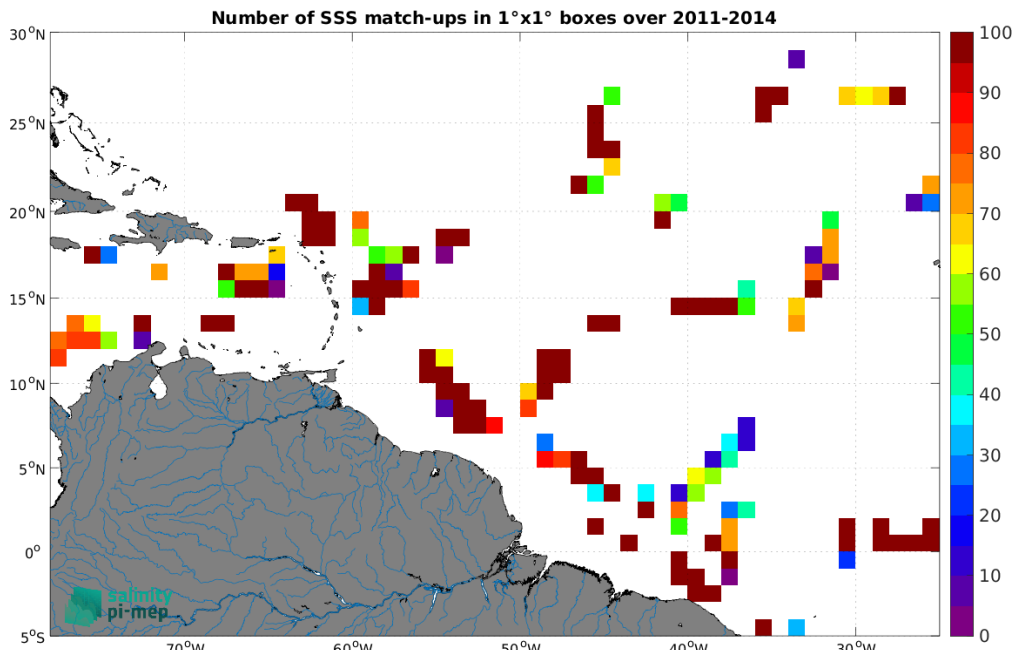 Number of SSS match-ups in 1°x1° boxes over 2011-2014
30°N
25°N
20°N
15°N
10°N
5°N
0°
5°S
70°W
60°W
50°W
40°W
30°W
100
90
80
70
60
50
40
30
20
10
0
salinity
pi-mep